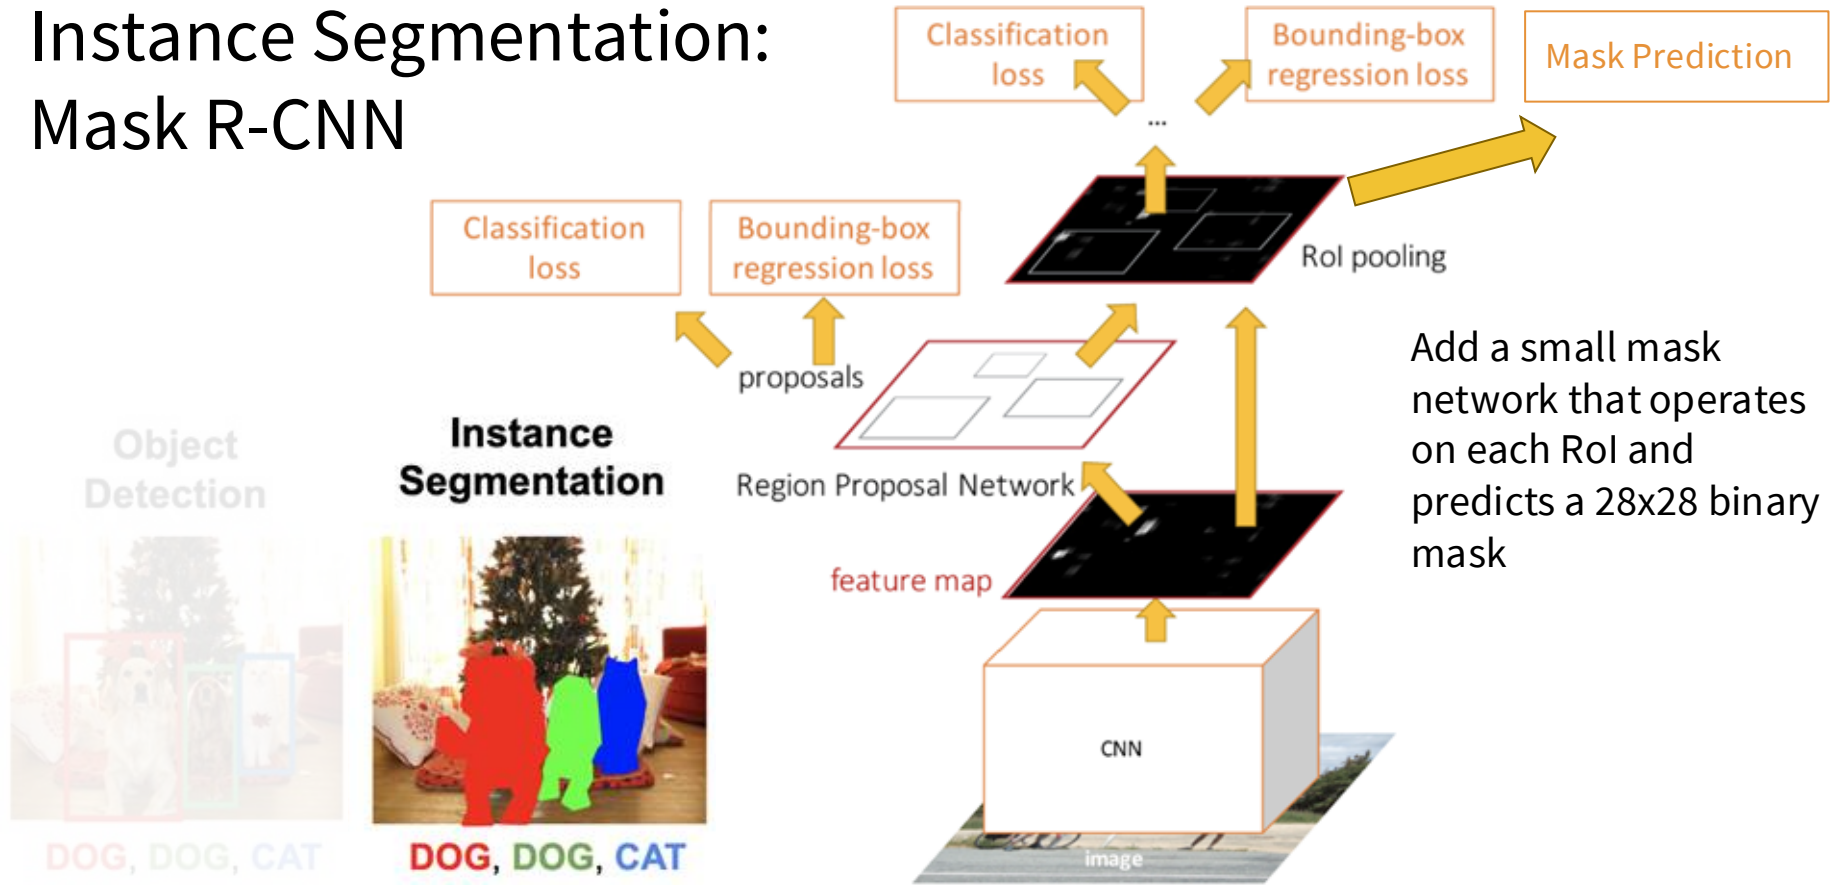 Instance Segmentation:
Mask R-CNN
Classification
loss
Bounding-box
regression loss
Mask Prediction
...
Classification
loss
Bounding-box
regression loss
RoI pooling
proposals
Region Proposal Network
feature map
CNN
image
Add a small mask
network that operates
on each RoI and
predicts a 28x28 binary
mask
Object
Detection
DOG, DOG, CAT
Instance
Segmentation
DOG, DOG, CAT